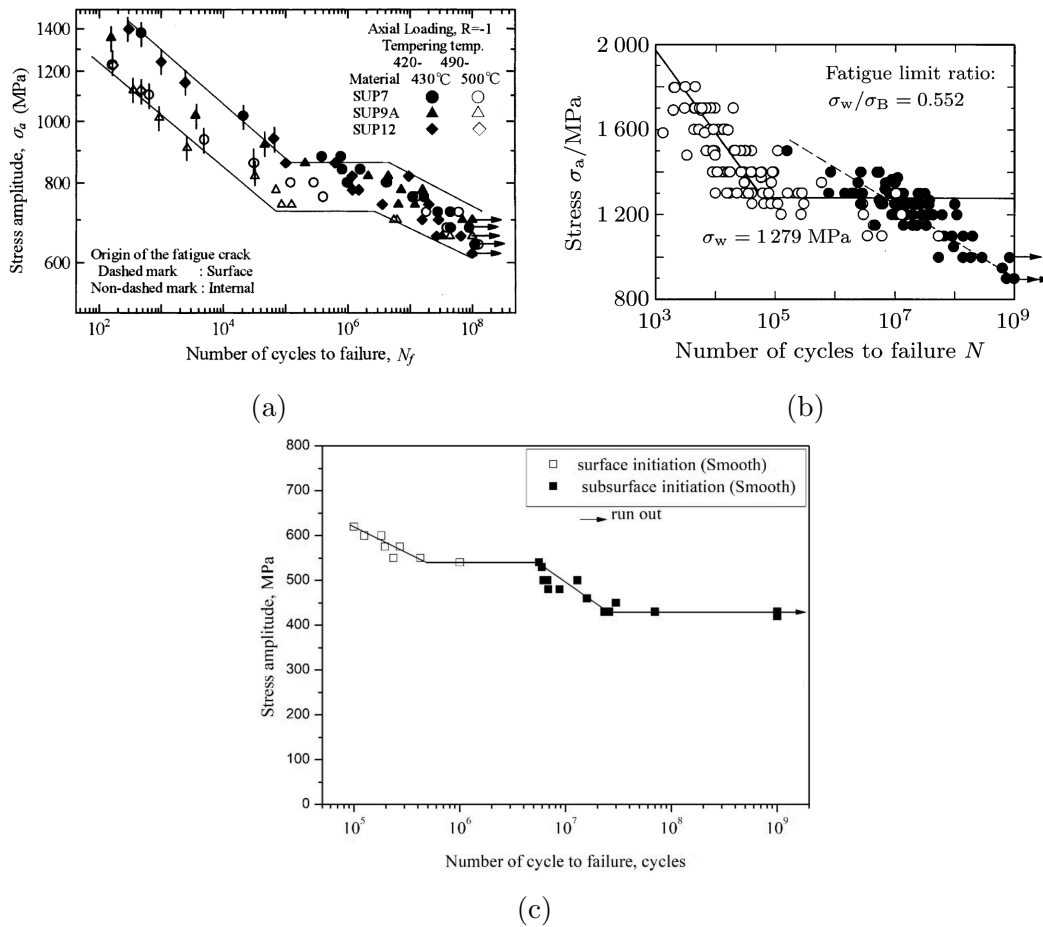 Axial Loading, R=-1
Tempering temp.
420- 490-
Material 430℃ 500℃
SUP7
SUP9A
SUP12
1400
1200
1000
800
600
Stress amplitude, σa (MPa)
Origin of the fatigue crack
Dashed mark : Surface
Non-dashed mark : Internal
10² 10³ 10⁴ 10⁵ 10⁶ 10⁷ 10⁸
Number of cycles to failure, Nf
(a)
2 000
1 600
1 200
800
Stress σa/MPa
Fatigue limit ratio:
σw/σB = 0.552
σw = 1 279 MPa
10³ 10⁵ 10⁷ 10⁹
Number of cycles to failure N
(b)
800
700
600
500
400
300
200
100
0
Stress amplitude, MPa
surface initiation (Smooth)
subsurface initiation (Smooth)
run out
10⁵ 10⁶ 10⁷ 10⁸ 10⁹
Number of cycle to failure, cycles
(c)